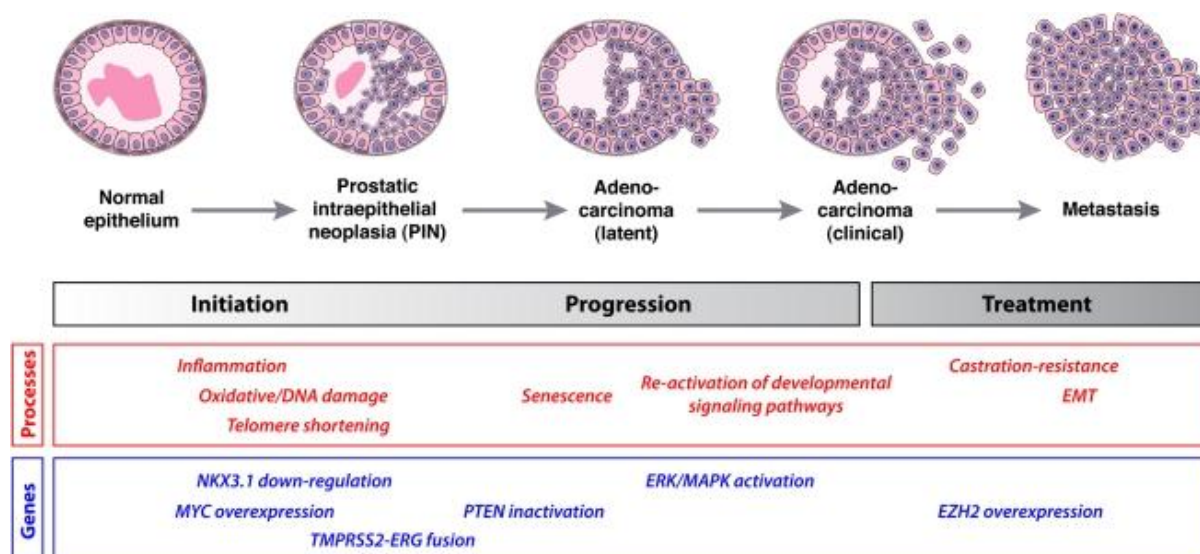 Normal
epithelium
Prostatic
intraepithelial
neoplasia (PIN)
Adeno-
carcinoma
(latent)
Adeno-
carcinoma
(clinical)
Metastasis
Initiation
Progression
Treatment
Processes
Inflammation
Oxidative/DNA damage
Telomere shortening
Senescence
Re-activation of developmental
signaling pathways
Castration-resistance
EMT
Genes
NKX3.1 down-regulation
MYC overexpression
TMPRSS2-ERG fusion
PTEN inactivation
ERK/MAPK activation
EZH2 overexpression